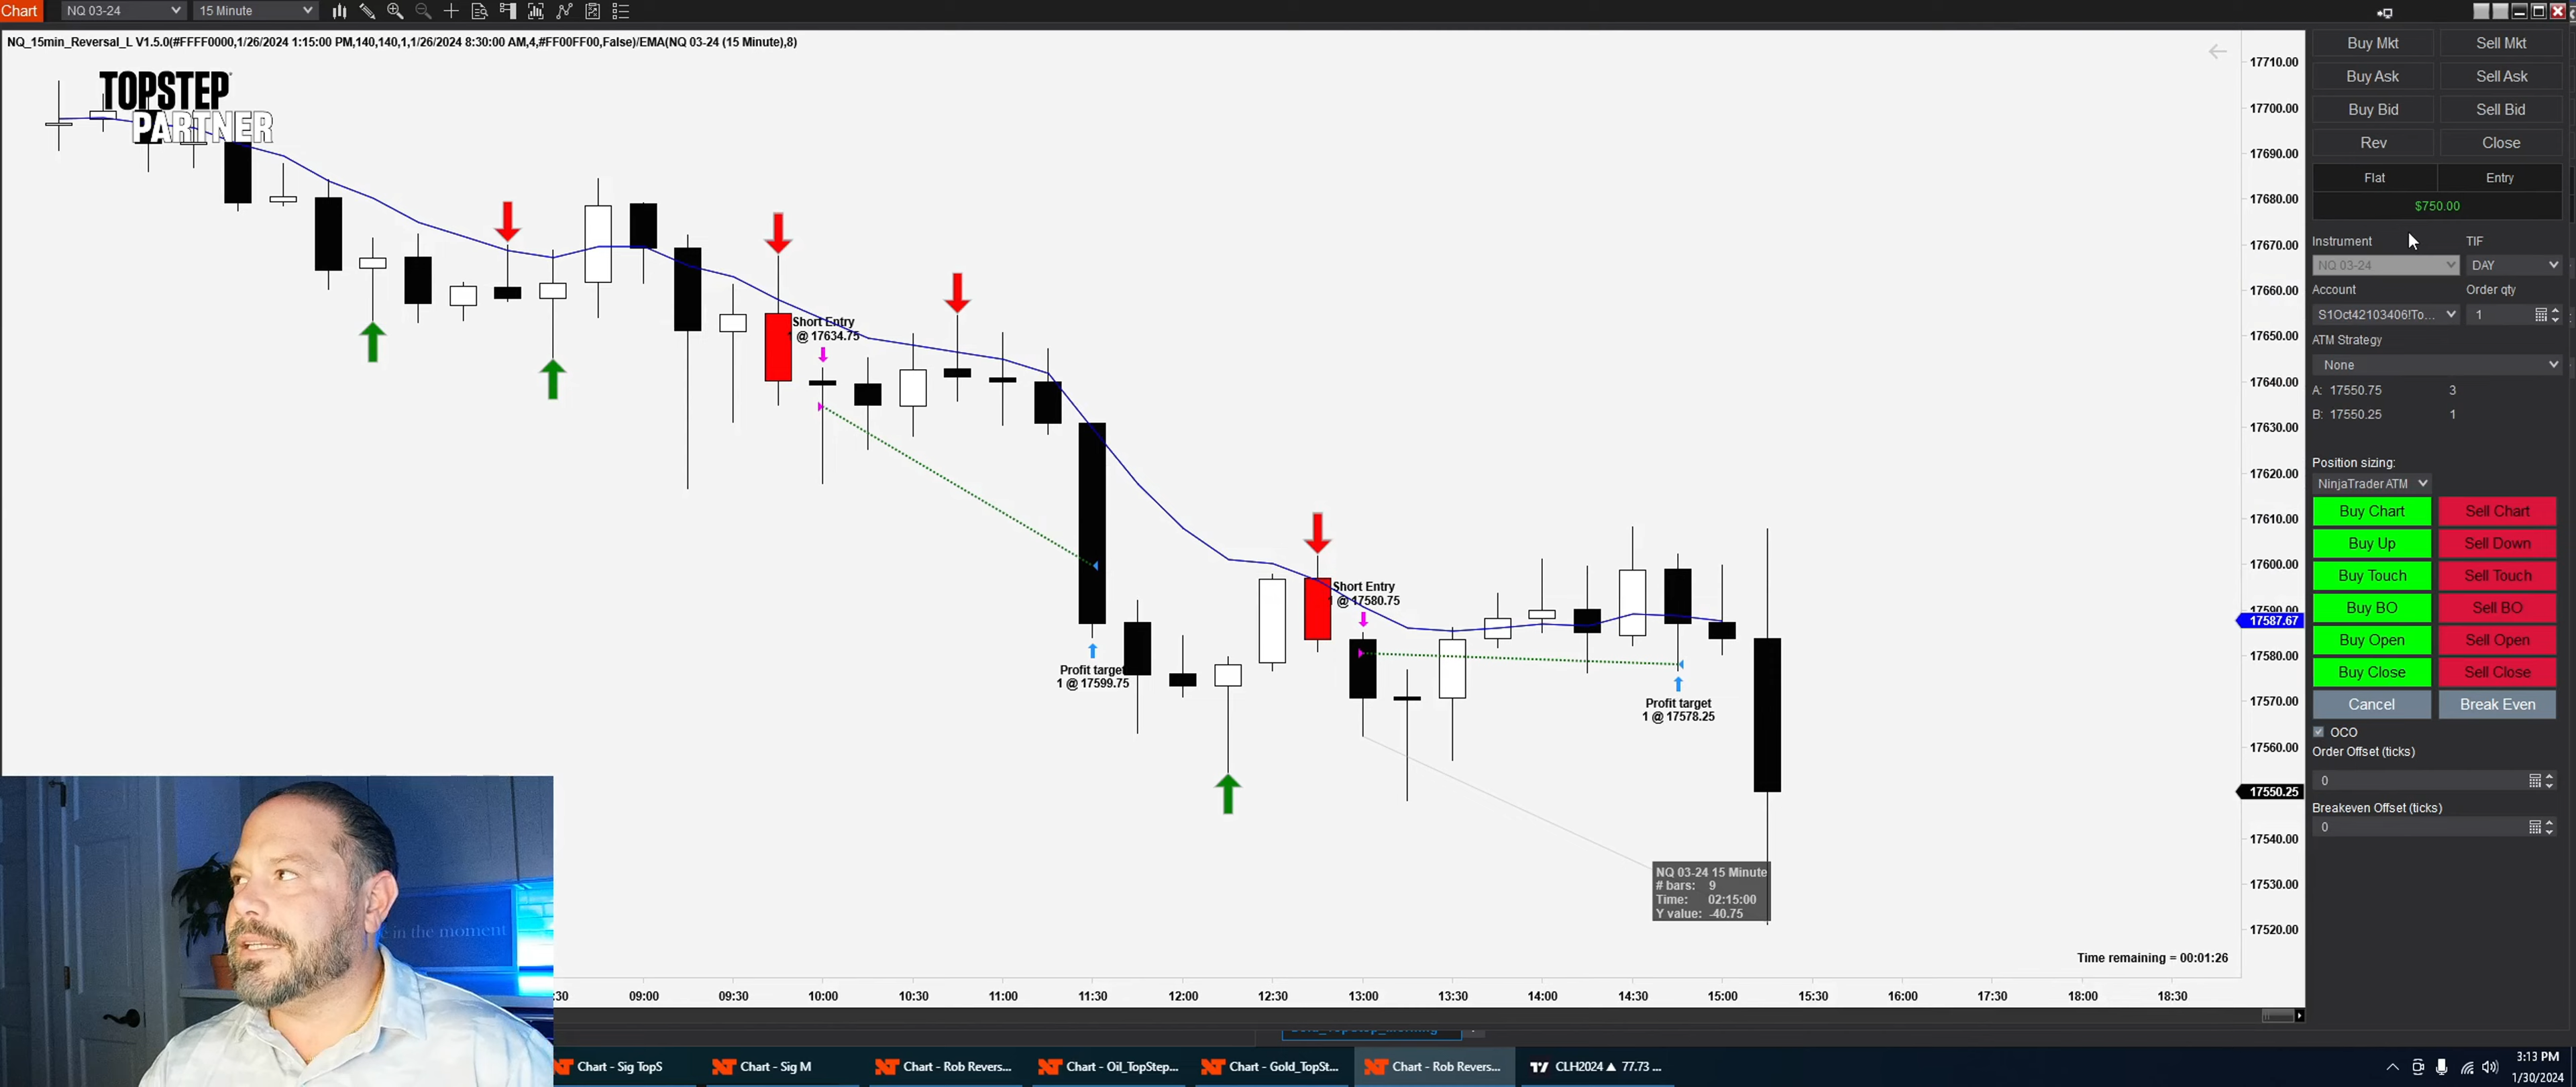 Chart NQ 03-24 15 Minute
NQ_15min_Reversal_L V1.5.0(#FFFF0000,1/26/2024 1:15:00 PM,140,140,1,1/26/2024 8:30:00 AM,4,#FF00FF00,False)/EMA(NQ 03-24 (15 Minute),8)
TOPSTEP
PARTNER
Short Entry
1 @ 17634.75
Profit target
1 @ 17599.75
Short Entry
1 @ 17580.75
Profit target
1 @ 17578.25
NQ 03-24 15 Minute
# bars: 9
Time: 02:15:00
Y value: -40.75
Time remaining = 00:01:26
17710.00
17700.00
17690.00
17680.00
17670.00
17660.00
17650.00
17640.00
17630.00
17620.00
17610.00
17600.00
17590.00
17587.67
17580.00
17570.00
17560.00
17550.25
17540.00
17530.00
17520.00
:30 09:00 09:30 10:00 10:30 11:00 11:30 12:00 12:30 13:00 13:30 14:00 14:30 15:00 15:30 16:00 17:30 18:00 18:30
Buy Mkt Sell Mkt
Buy Ask Sell Ask
Buy Bid Sell Bid
Rev Close
Flat Entry
$750.00
Instrument TIF
NQ 03-24 DAY
Account Order qty
S1Oct42103406!To... 1
ATM Strategy
None
A: 17550.75 3
B: 17550.25 1
Position sizing:
NinjaTrader ATM
Buy Chart Sell Chart
Buy Up Sell Down
Buy Touch Sell Touch
Buy BO Sell BO
Buy Open Sell Open
Buy Close Sell Close
Cancel Break Even
OCO
Order Offset (ticks)
0
Breakeven Offset (ticks)
0
in the moment
Chart - Sig TopS Chart - Sig M Chart - Rob Revers... Chart - Oil_TopStep... Chart - Gold_TopSt... Chart - Rob Revers... CLH2024 ▲ 77.73 ...
3:13 PM
1/30/2024